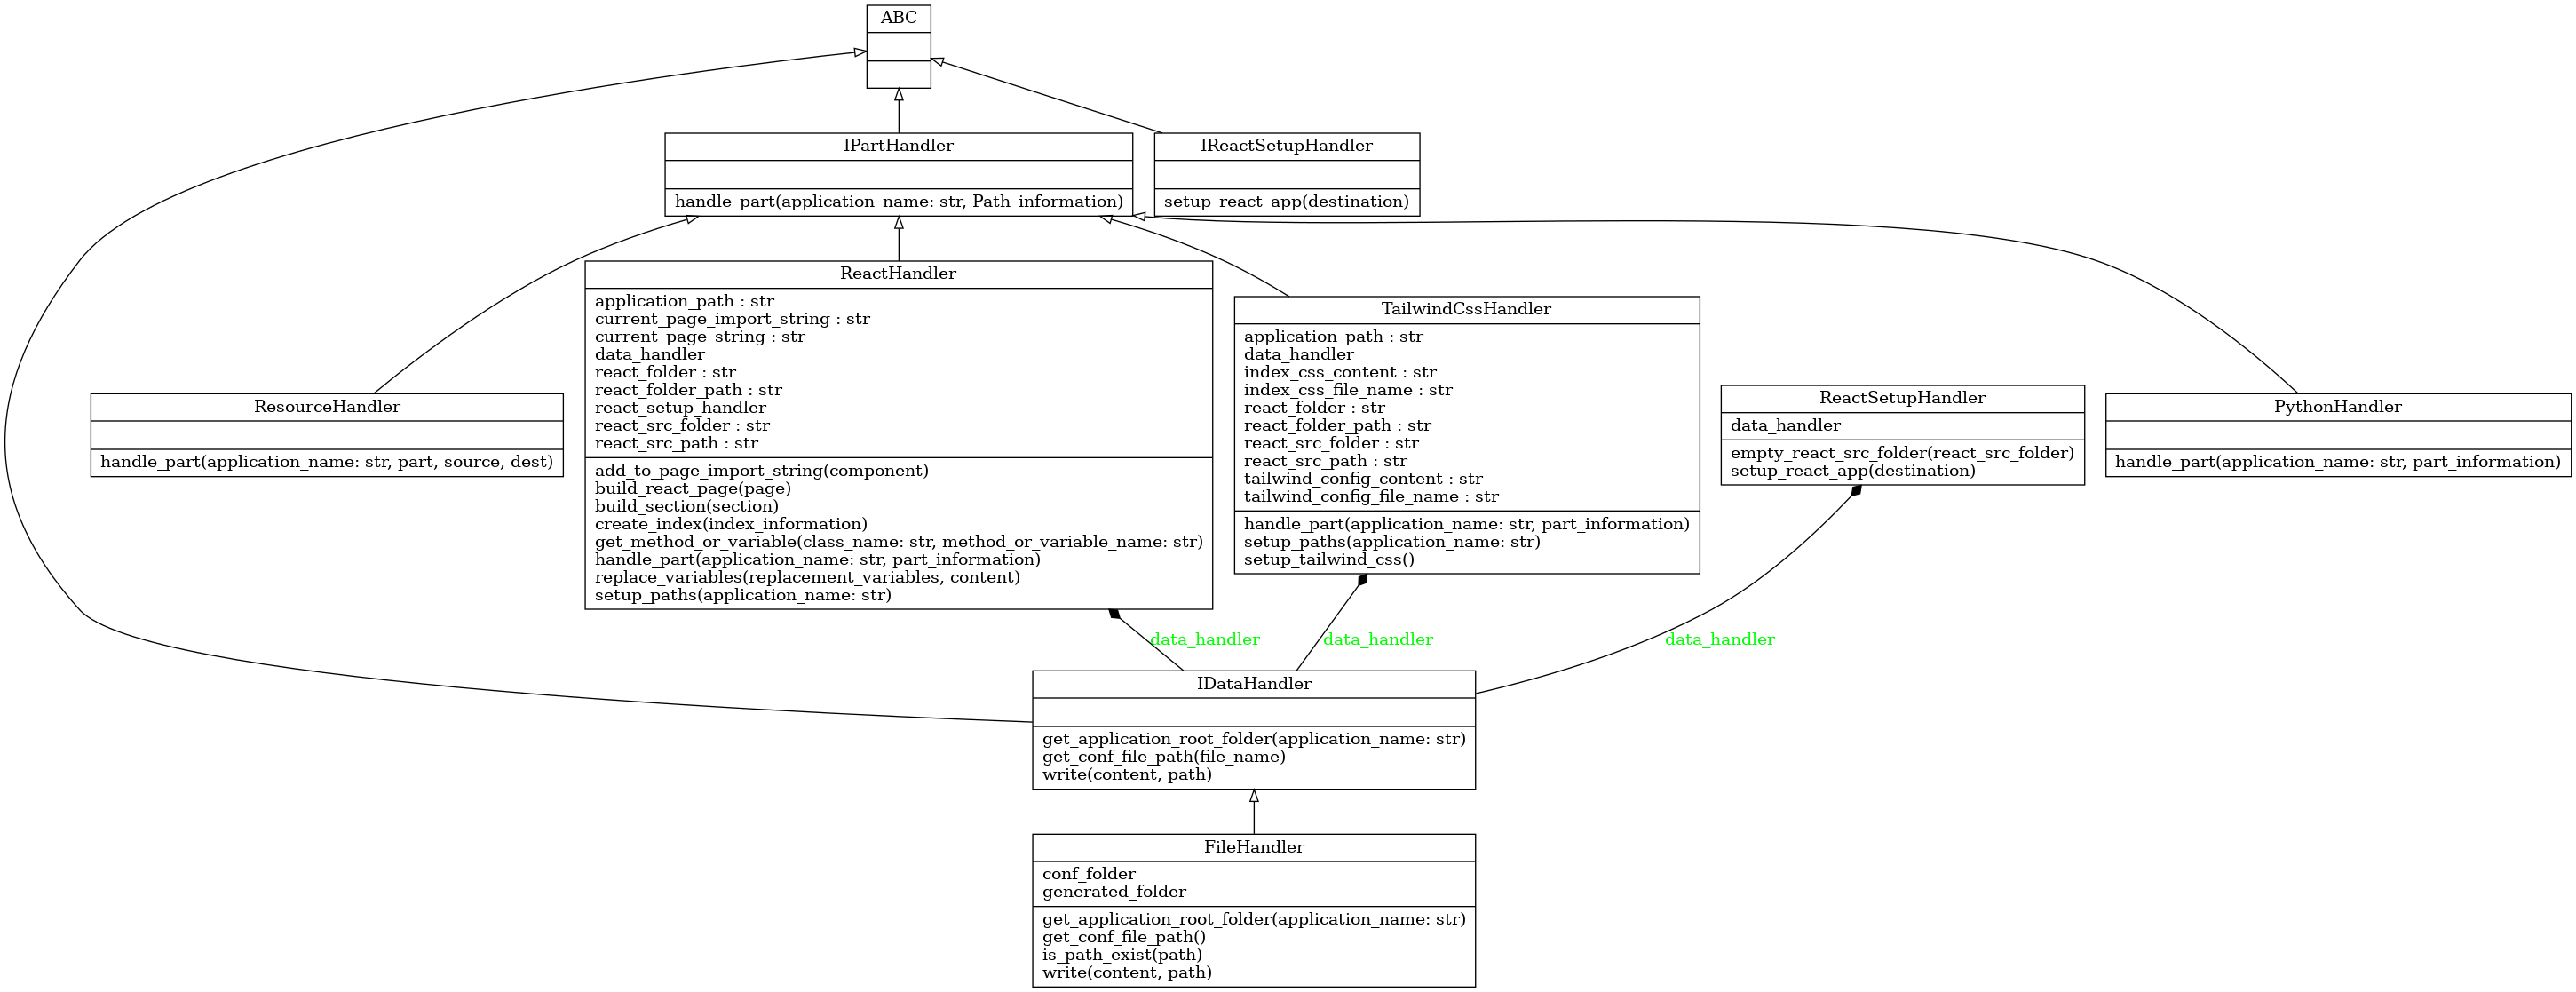 ABC
IPartHandler
handle_part(application_name: str, Path_information)
IReactSetupHandler
setup_react_app(destination)
ResourceHandler
handle_part(application_name: str, part, source, dest)
ReactHandler
application_path : str
current_page_import_string : str
current_page_string : str
data_handler
react_folder : str
react_folder_path : str
react_setup_handler
react_src_folder : str
react_src_path : str
add_to_page_import_string(component)
build_react_page(page)
build_section(section)
create_index(index_information)
get_method_or_variable(class_name: str, method_or_variable_name: str)
handle_part(application_name: str, part_information)
replace_variables(replacement_variables, content)
setup_paths(application_name: str)
TailwindCssHandler
application_path : str
data_handler
index_css_content : str
index_css_file_name : str
react_folder : str
react_folder_path : str
react_src_folder : str
react_src_path : str
tailwind_config_content : str
tailwind_config_file_name : str
handle_part(application_name: str, part_information)
setup_paths(application_name: str)
setup_tailwind_css()
ReactSetupHandler
data_handler
empty_react_src_folder(react_src_folder)
setup_react_app(destination)
PythonHandler
handle_part(application_name: str, part_information)
data_handler
data_handler
data_handler
IDataHandler
get_application_root_folder(application_name: str)
get_conf_file_path(file_name)
write(content, path)
FileHandler
conf_folder
generated_folder
get_application_root_folder(application_name: str)
get_conf_file_path()
is_path_exist(path)
write(content, path)